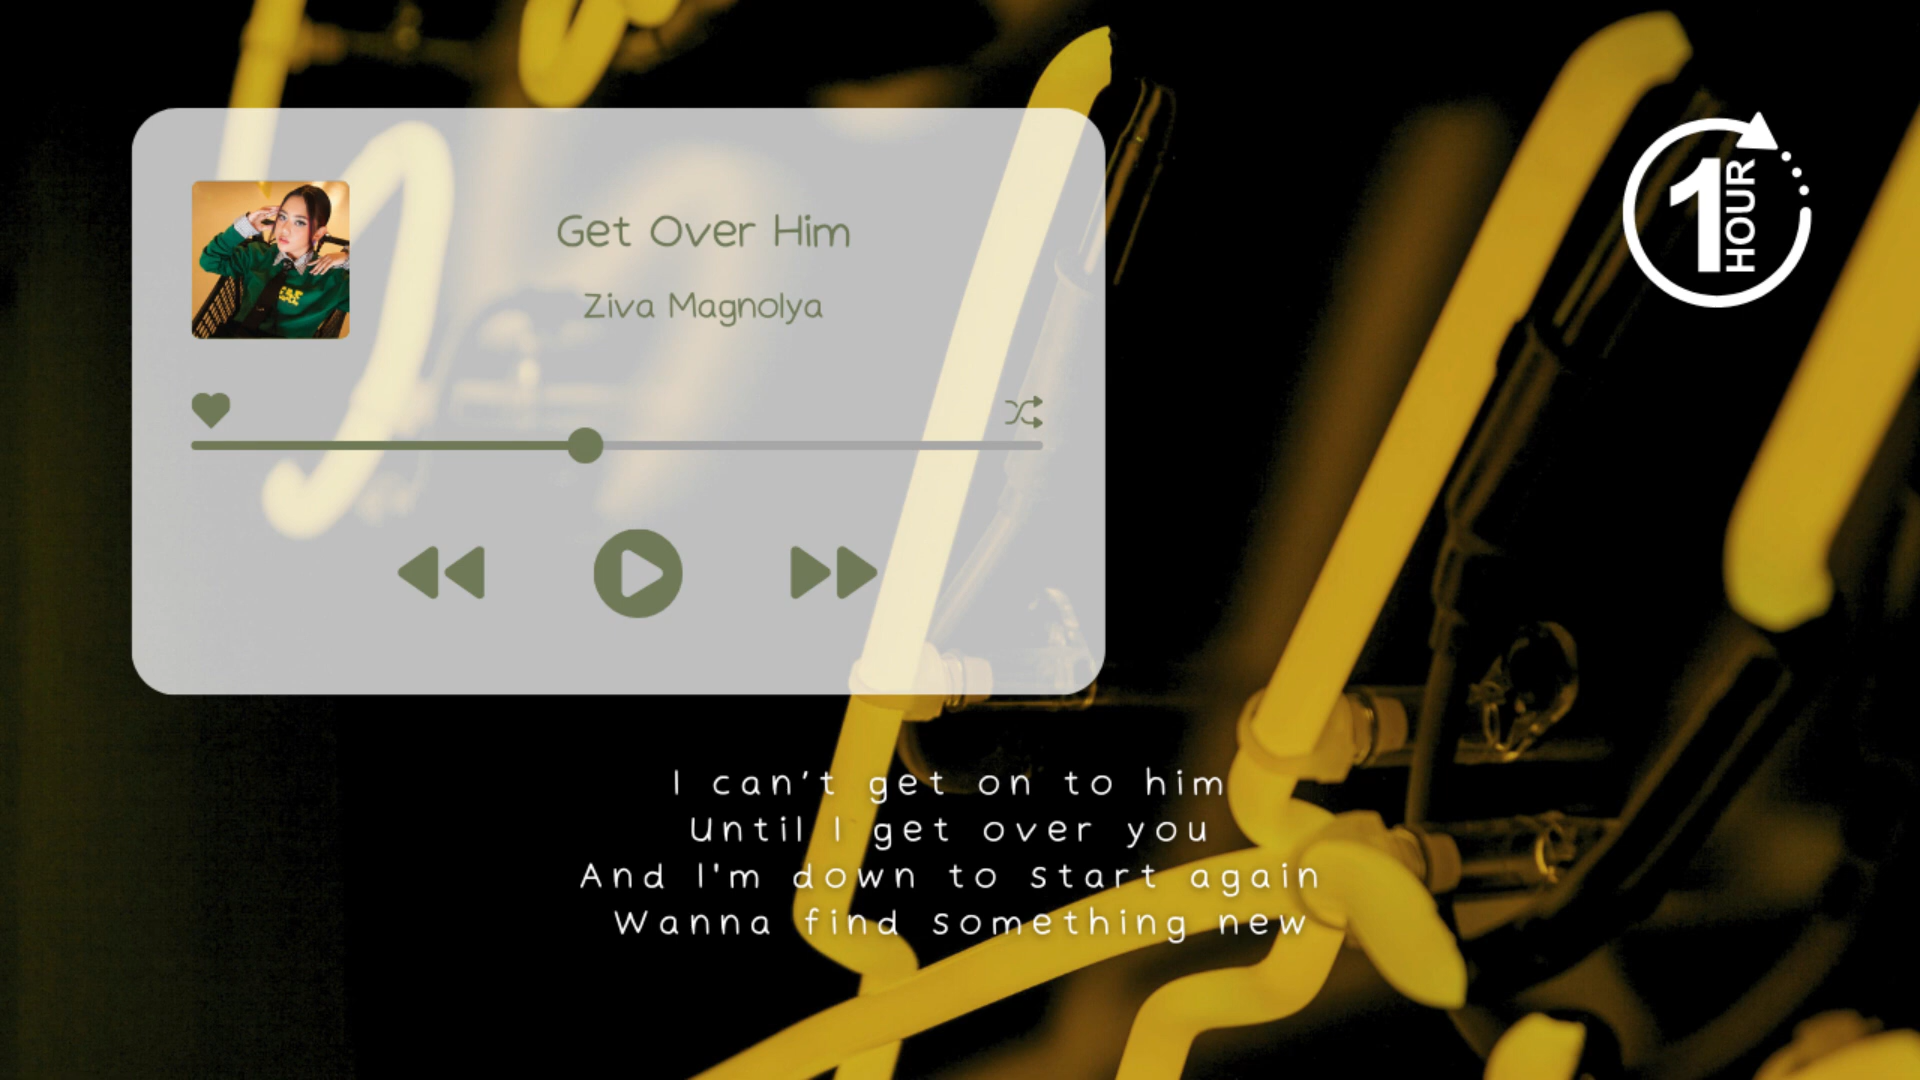 Get Over Him
Ziva Magnolya
1 HOUR
I can't get on to him
Until I get over you
And I'm down to start again
Wanna find something new